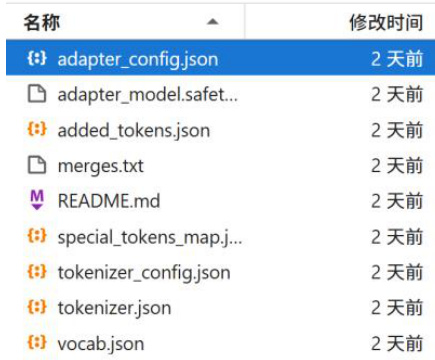 名称 修改时间
adapter_config.json 2 天前
adapter_model.safet... 2 天前
added_tokens.json 2 天前
merges.txt 2 天前
README.md 2 天前
special_tokens_map.j... 2 天前
tokenizer_config.json 2 天前
tokenizer.json 2 天前
vocab.json 2 天前